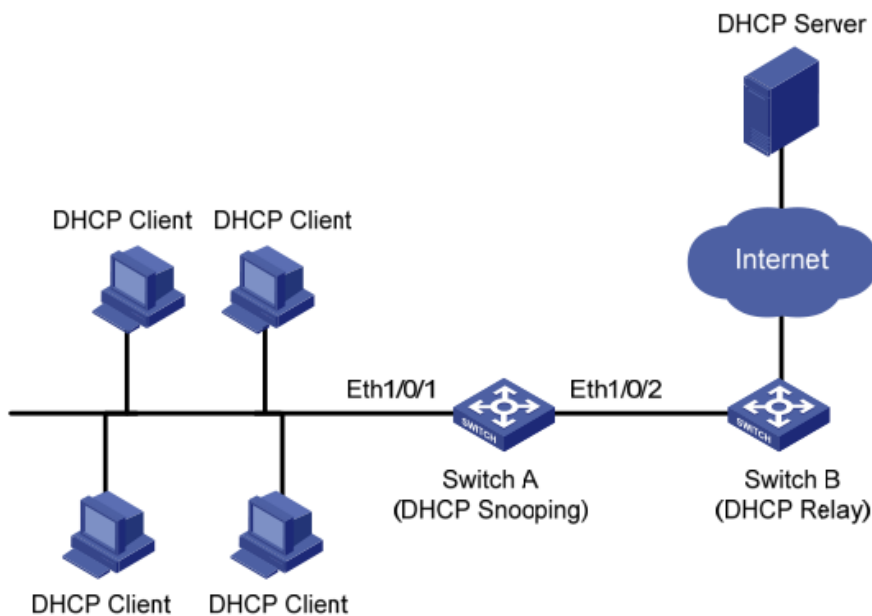 DHCP Server
DHCP Client
DHCP Client
Internet
Eth1/0/1
Eth1/0/2
SWITCH
SWITCH
Switch A
(DHCP Snooping)
Switch B
(DHCP Relay)
DHCP Client
DHCP Client